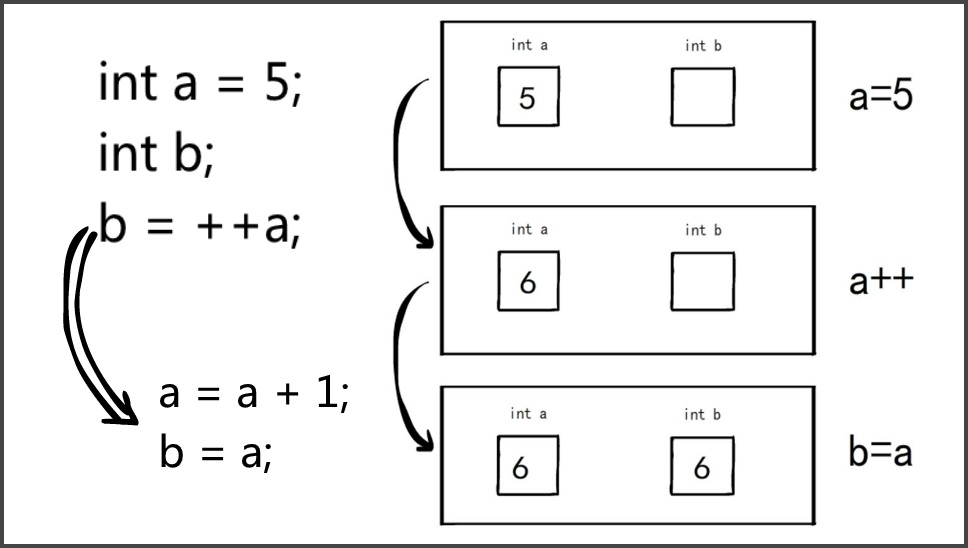 int a = 5;
int b;
b = ++a;
a = a + 1;
b = a;
int a int b
5
a=5
int a int b
6
a++
int a int b
6 6
b=a